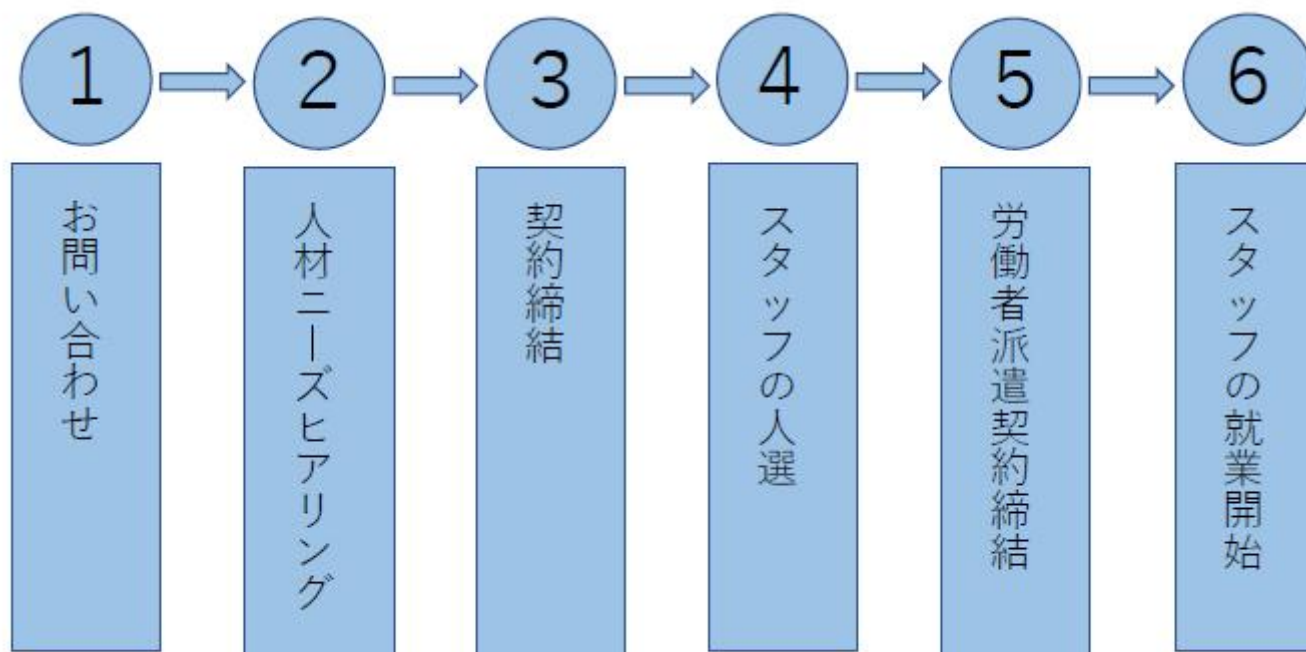 1
お問い合わせ
2
人材ニーズヒアリング
3
契約締結
4
スタッフの人選
5
労働者派遣契約締結
6
スタッフの就業開始